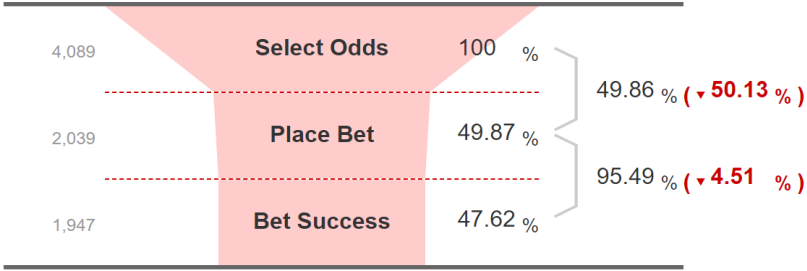 4,089 Select Odds 100 %
49.86 % ( ▼ 50.13 % )
2,039 Place Bet 49.87 %
95.49 % ( ▼ 4.51 % )
1,947 Bet Success 47.62 %